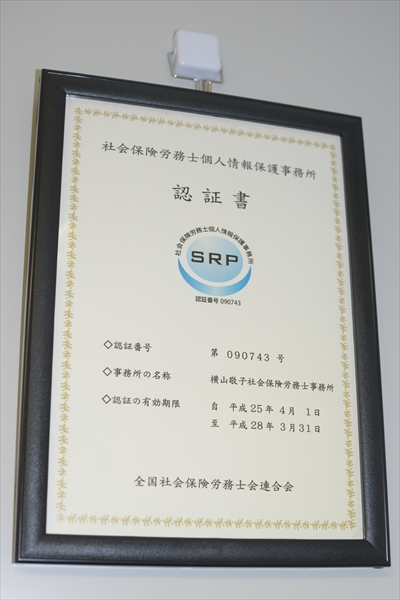 社会保険労務士個人情報保護事務所
認証書
社会保険労務士個人情報保護事務所
SRP
認証番号 090743
◇認証番号 第 090743 号
◇事務所の名称 横山敬子社会保険労務士事務所
◇認証の有効期限 自 平成25年 4月 1日
至 平成28年 3月31日
全国社会保険労務士会連合会